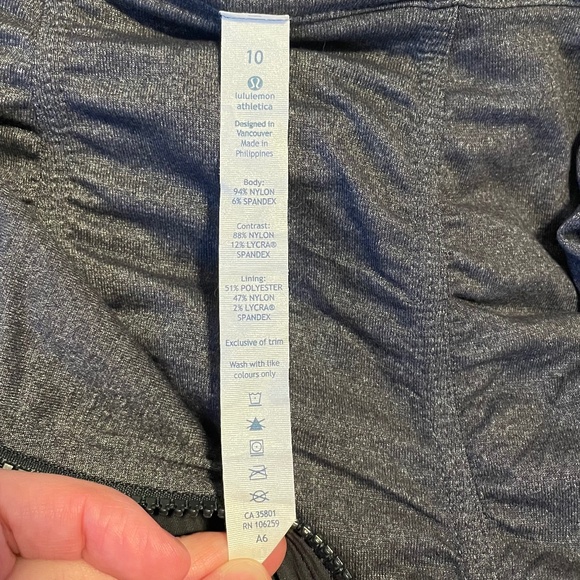 10
lululemon
athletica
Designed in
Vancouver
Made in
Philippines
Body:
94% NYLON
6% SPANDEX
Contrast:
88% NYLON
12% LYCRA®
SPANDEX
Lining:
51% POLYESTER
47% NYLON
2% LYCRA®
SPANDEX
Exclusive of trim
Wash with like
colours only.
CA 35801
RN 106259
A6